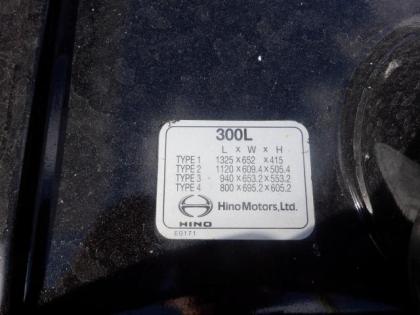 300L
L x W x H
TYPE 1 1325 x 652 x 415
TYPE 2 1120 x 609.4 x 505.4
TYPE 3 940 x 653.2 x 553.2
TYPE 4 800 x 695.2 x 605.2
Hino Motors, Ltd.
HINO
E0171